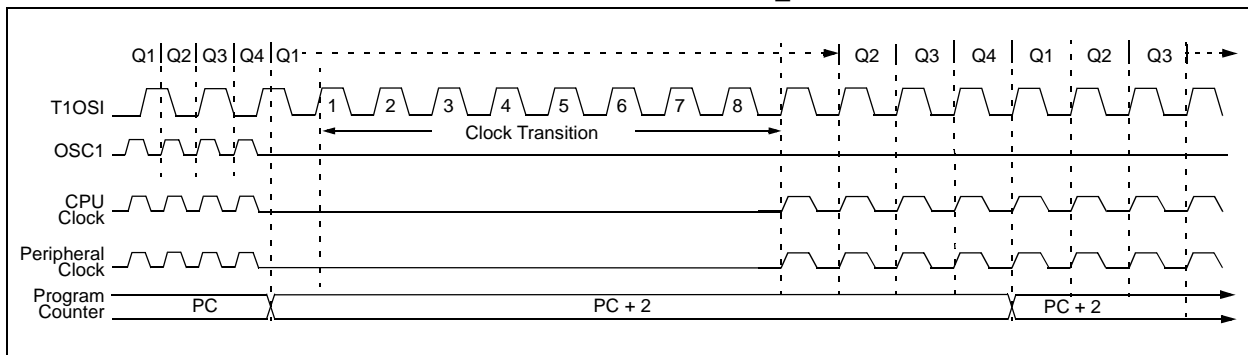 Q1 Q2 Q3 Q4 Q1 Q2 Q3 Q4 Q1 Q2 Q3
T1OSI 1 2 3 4 5 6 7 8
Clock Transition
OSC1
CPU
Clock
Peripheral
Clock
Program
Counter
PC PC + 2 PC + 2